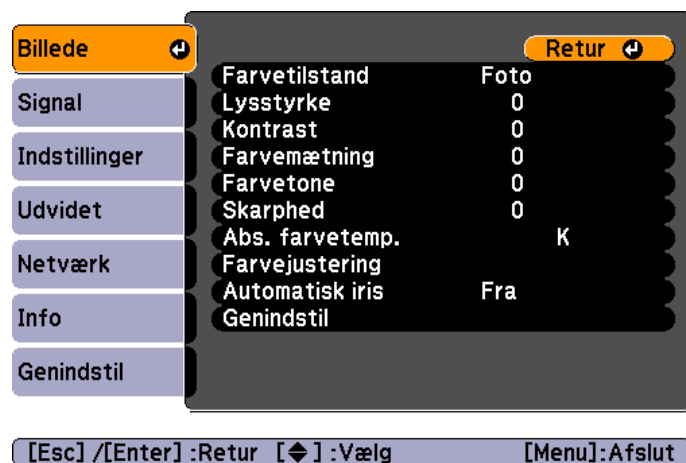 Billede
Signal
Indstillinger
Udvidet
Netværk
Info
Genindstil
Retur
Farvetilstand Foto
Lysstyrke 0
Kontrast 0
Farvemætning 0
Farvetone 0
Skarphed 0
Abs. farvetemp. K
Farvejustering
Automatisk iris Fra
Genindstil
[Esc] /[Enter] :Retur [◆] :Vælg [Menu]:Afslut